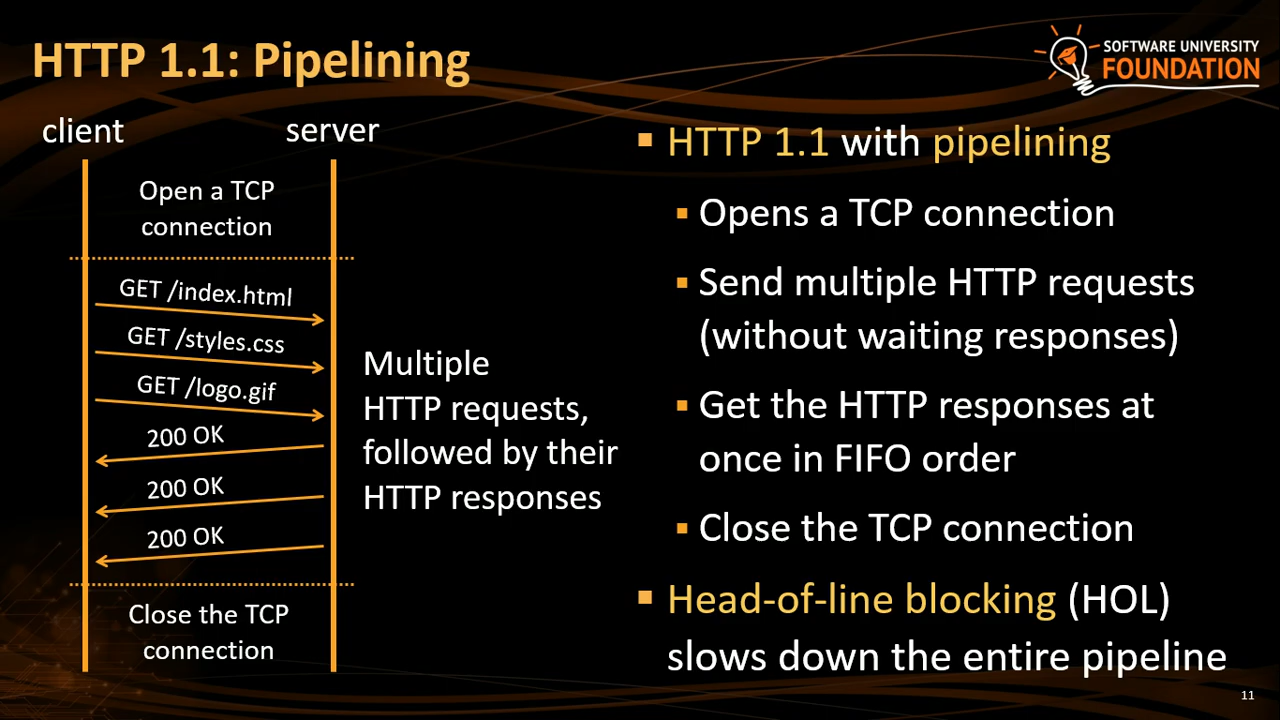 HTTP 1.1: Pipelining
SOFTWARE UNIVERSITY
FOUNDATION
client
server
Open a TCP
connection
GET /index.html
GET /styles.css
GET /logo.gif
200 OK
200 OK
200 OK
Close the TCP
connection
Multiple
HTTP requests,
followed by their
HTTP responses
▪ HTTP 1.1 with pipelining
▪ Opens a TCP connection
▪ Send multiple HTTP requests
(without waiting responses)
▪ Get the HTTP responses at
once in FIFO order
▪ Close the TCP connection
▪ Head-of-line blocking (HOL)
slows down the entire pipeline
11